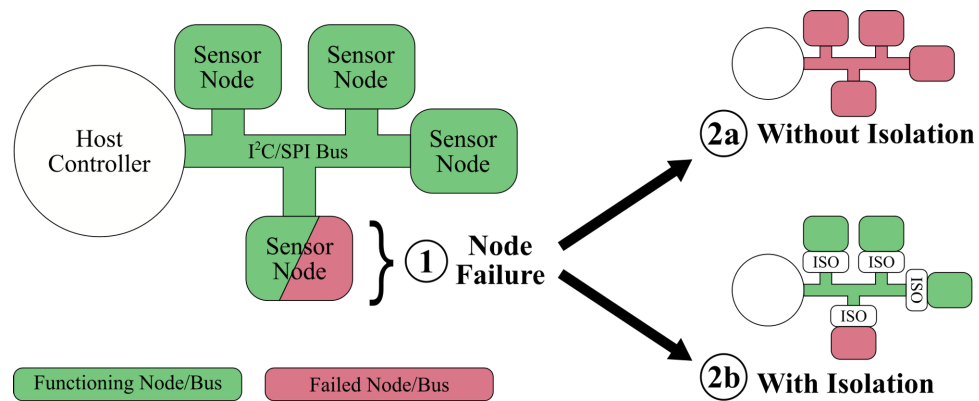 Sensor
Node
Sensor
Node
Host
Controller
I²C/SPI Bus
Sensor
Node
Sensor
Node
1 Node
Failure
2a Without Isolation
ISO
ISO
ISO
ISO
2b With Isolation
Functioning Node/Bus
Failed Node/Bus